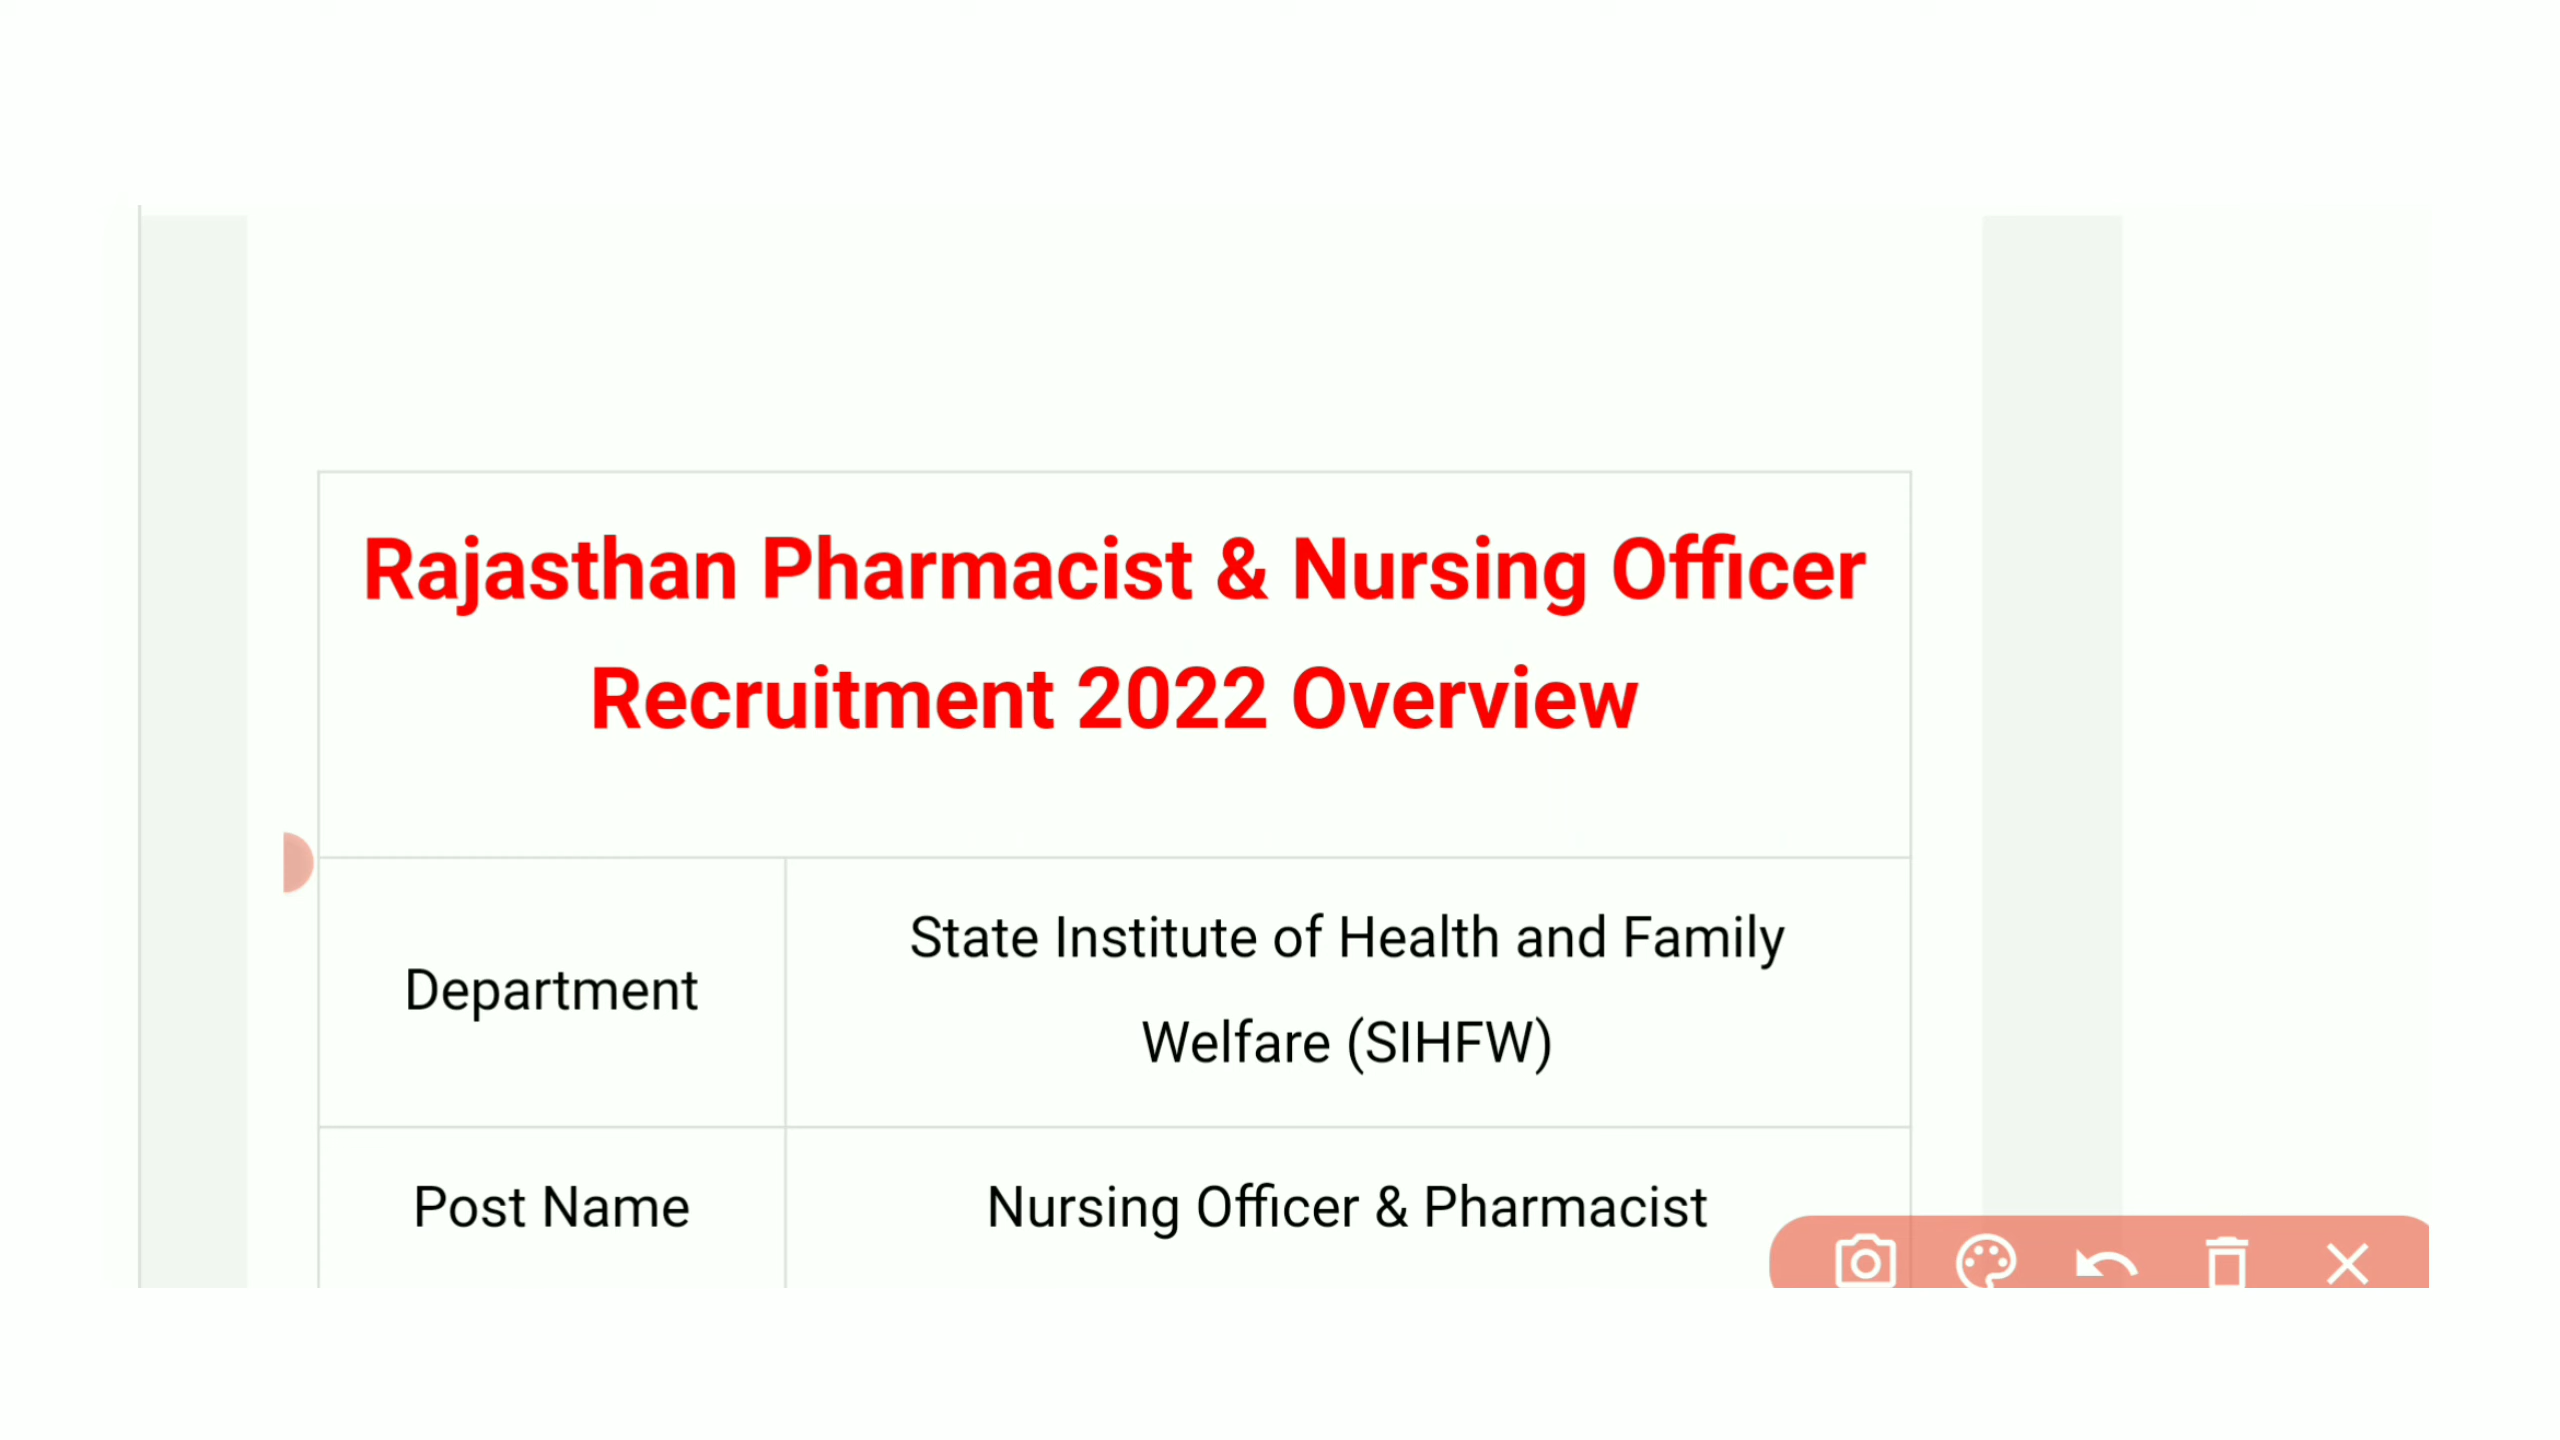 Rajasthan Pharmacist & Nursing Officer
Recruitment 2022 Overview
Department
State Institute of Health and Family
Welfare (SIHFW)
Post Name
Nursing Officer & Pharmacist